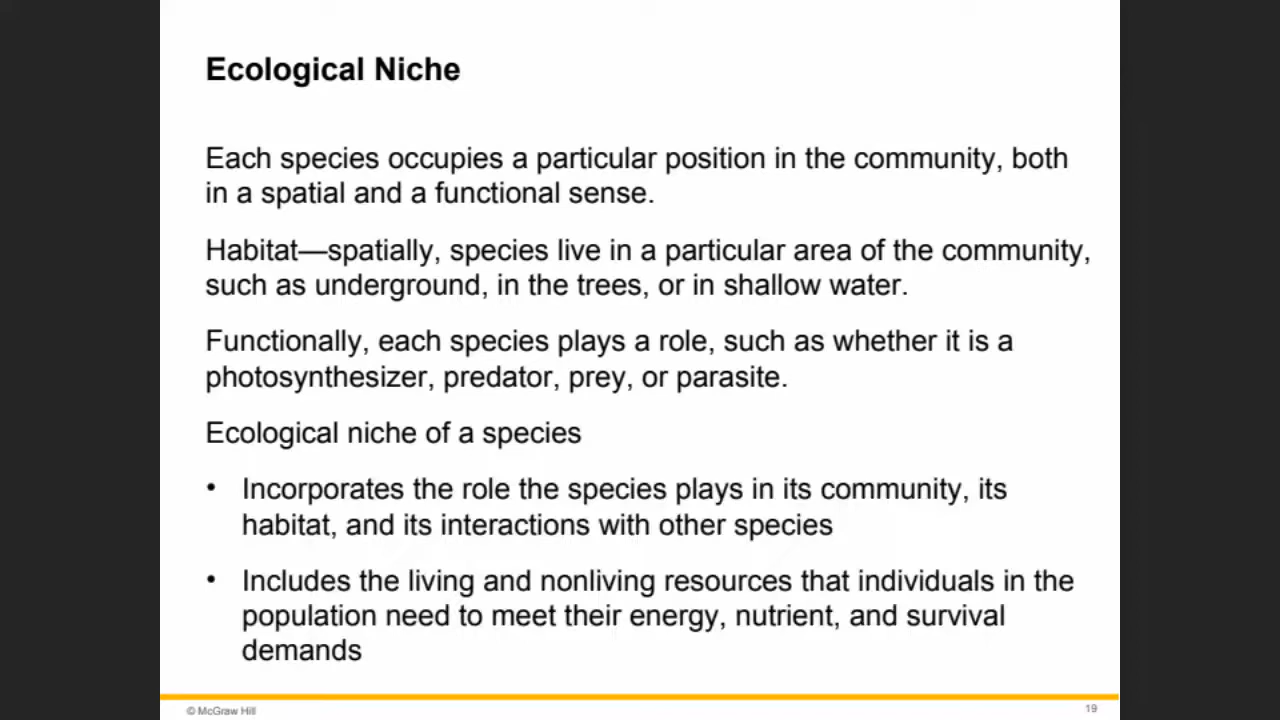 Ecological Niche
Each species occupies a particular position in the community, both
in a spatial and a functional sense.
Habitat—spatially, species live in a particular area of the community,
such as underground, in the trees, or in shallow water.
Functionally, each species plays a role, such as whether it is a
photosynthesizer, predator, prey, or parasite.
Ecological niche of a species
• Incorporates the role the species plays in its community, its
habitat, and its interactions with other species
• Includes the living and nonliving resources that individuals in the
population need to meet their energy, nutrient, and survival
demands
© McGraw Hill
19